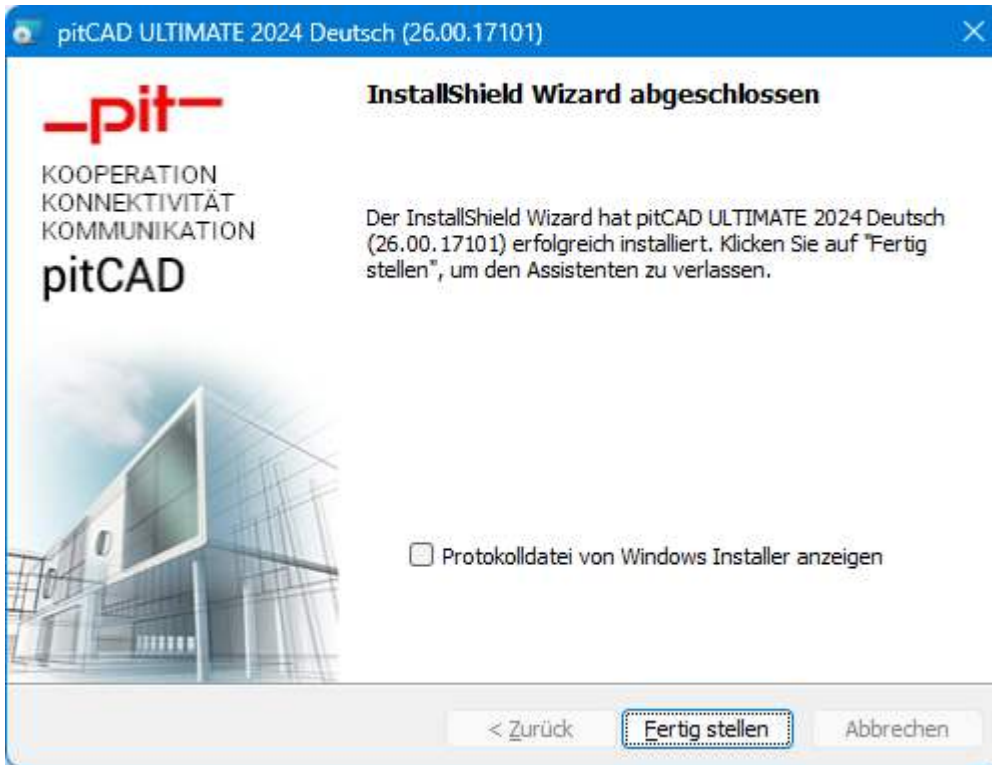 pitCAD ULTIMATE 2024 Deutsch (26.00.17101)
pit
KOOPERATION
KONNEKTIVITÄT
KOMMUNIKATION
pitCAD
InstallShield Wizard abgeschlossen
Der InstallShield Wizard hat pitCAD ULTIMATE 2024 Deutsch
(26.00.17101) erfolgreich installiert. Klicken Sie auf "Fertig
stellen", um den Assistenten zu verlassen.
Protokolldatei von Windows Installer anzeigen
< Zurück
Fertig stellen
Abbrechen